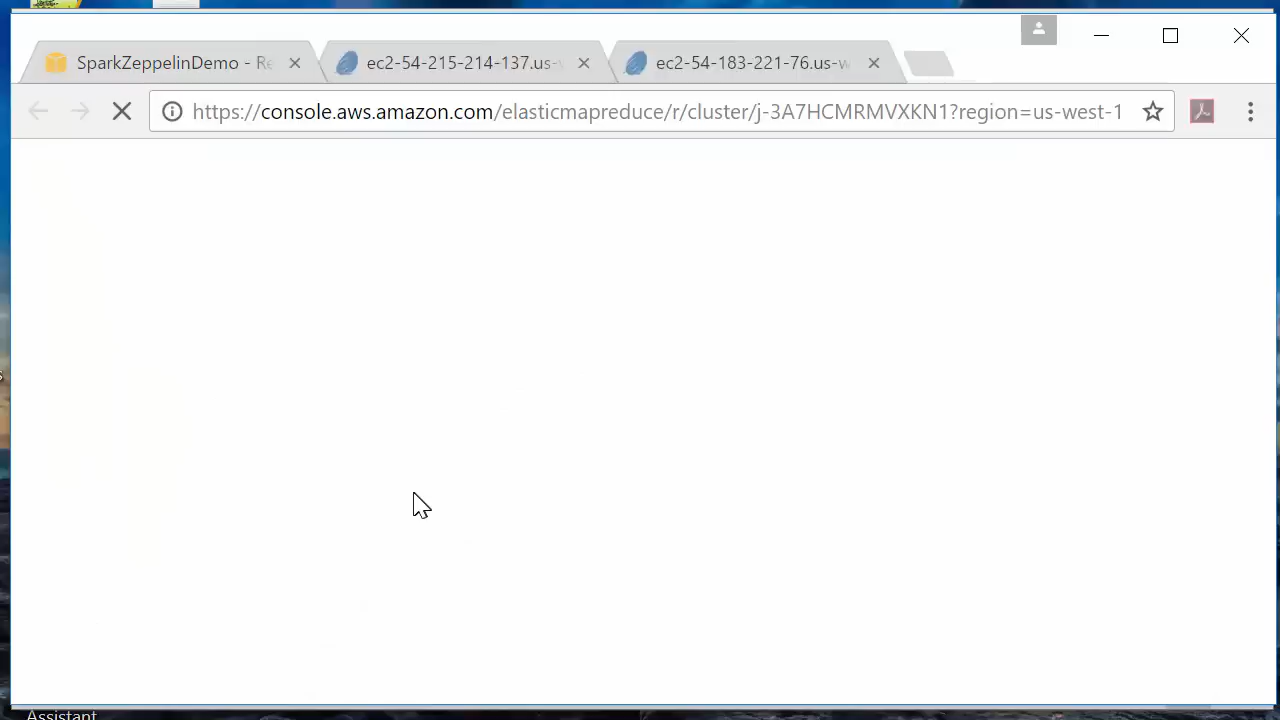 SparkZeppelinDemo - Re
ec2-54-215-214-137.us-w
ec2-54-183-221-76.us-w
https://console.aws.amazon.com/elasticmapreduce/r/cluster/j-3A7HCMRMVXKN1?region=us-west-1
s
Assistant